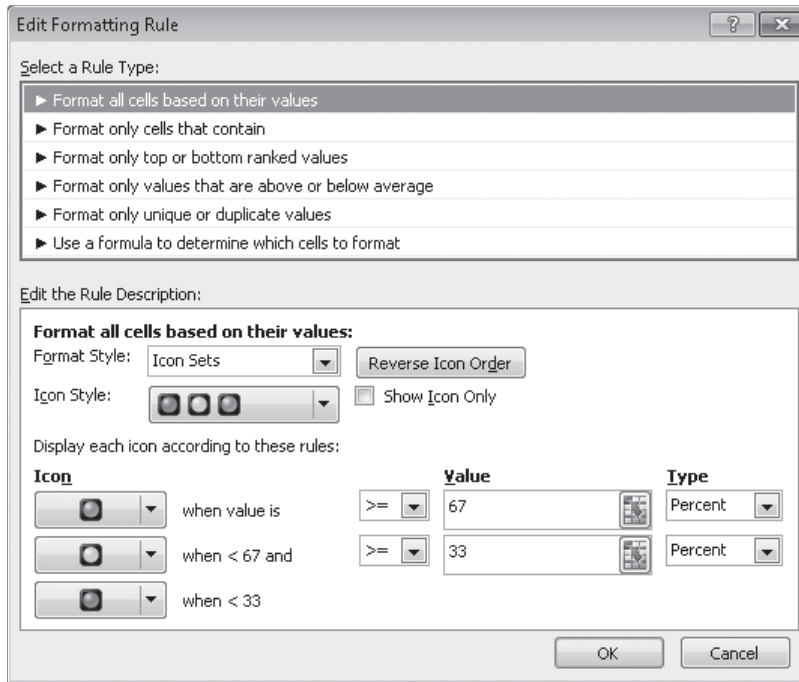 Edit Formatting Rule
Select a Rule Type:
► Format all cells based on their values
► Format only cells that contain
► Format only top or bottom ranked values
► Format only values that are above or below average
► Format only unique or duplicate values
► Use a formula to determine which cells to format
Edit the Rule Description:
Format all cells based on their values:
Format Style: Icon Sets Reverse Icon Order
Icon Style: Show Icon Only
Display each icon according to these rules:
Icon Value Type
when value is >= 67 Percent
when < 67 and >= 33 Percent
when < 33
OK Cancel